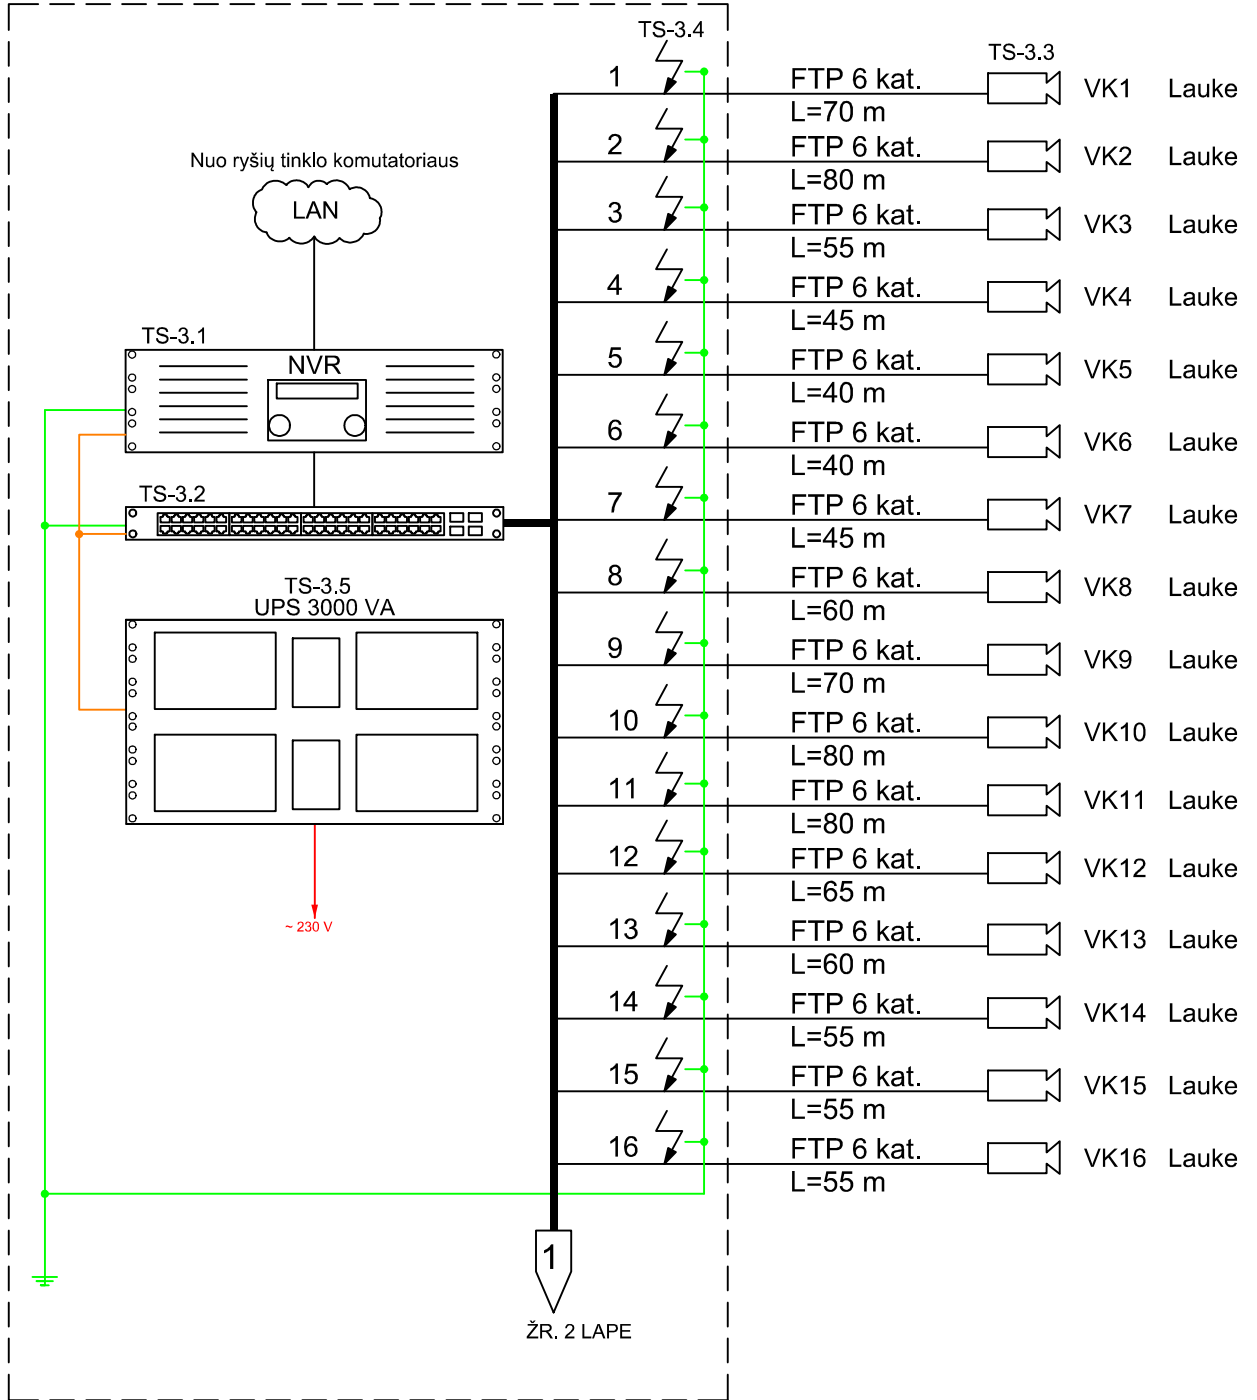 TS-3.4
TS-3.3
1 FTP 6 kat. VK1 Lauke
L=70 m
2 FTP 6 kat. VK2 Lauke
L=80 m
3 FTP 6 kat. VK3 Lauke
L=55 m
4 FTP 6 kat. VK4 Lauke
L=45 m
5 FTP 6 kat. VK5 Lauke
L=40 m
6 FTP 6 kat. VK6 Lauke
L=40 m
7 FTP 6 kat. VK7 Lauke
L=45 m
8 FTP 6 kat. VK8 Lauke
L=60 m
9 FTP 6 kat. VK9 Lauke
L=70 m
10 FTP 6 kat. VK10 Lauke
L=80 m
11 FTP 6 kat. VK11 Lauke
L=80 m
12 FTP 6 kat. VK12 Lauke
L=65 m
13 FTP 6 kat. VK13 Lauke
L=60 m
14 FTP 6 kat. VK14 Lauke
L=55 m
15 FTP 6 kat. VK15 Lauke
L=55 m
16 FTP 6 kat. VK16 Lauke
L=55 m
Nuo ryšių tinklo komutatoriaus
LAN
TS-3.1
NVR
TS-3.2
TS-3.5
UPS 3000 VA
~ 230 V
1
ŽR. 2 LAPE